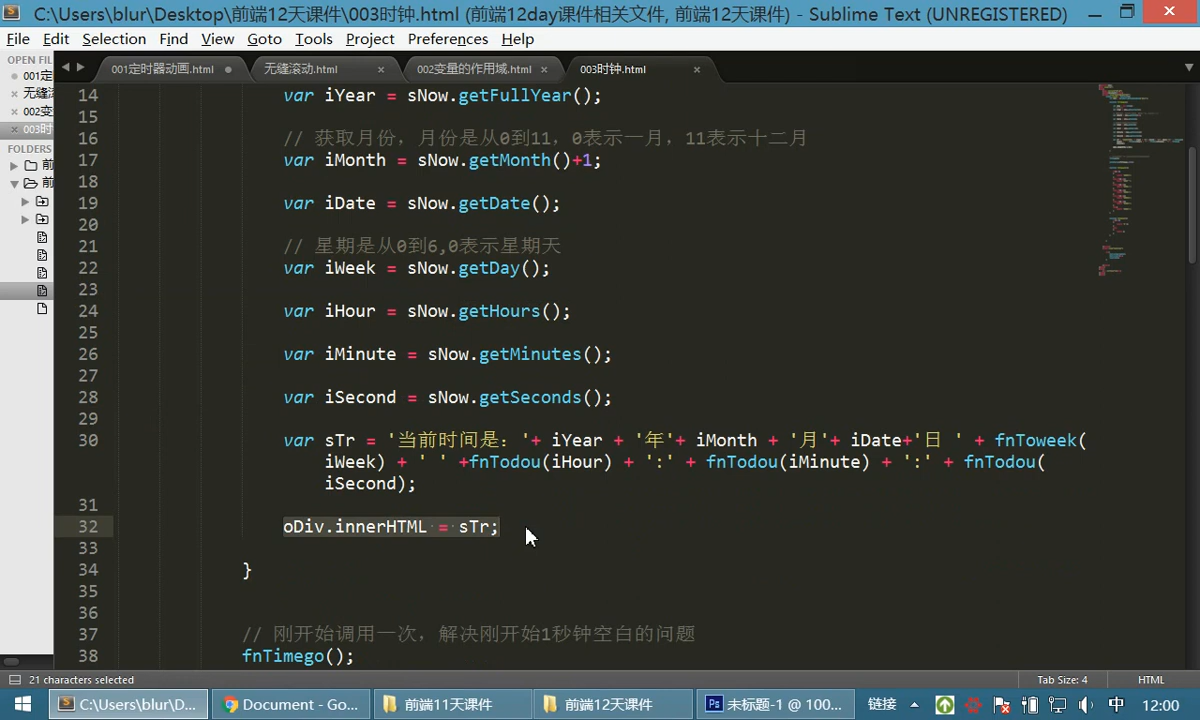 C:\Users\blur\Desktop\前端12天课件\003时钟.html (前端12day课件相关文件, 前端12天课件) - Sublime Text (UNREGISTERED)
File Edit Selection Find View Goto Tools Project Preferences Help
OPEN FIL
001定
无缝滚
002变
003时
FOLDERS
前
前
001定时器动画.html
无缝滚动.html
002变量的作用域.html
003时钟.html
14 var iYear = sNow.getFullYear();
15
16 // 获取月份，月份是从0到11，0表示一月，11表示十二月
17 var iMonth = sNow.getMonth()+1;
18
19 var iDate = sNow.getDate();
20
21 // 星期是从0到6,0表示星期天
22 var iWeek = sNow.getDay();
23
24 var iHour = sNow.getHours();
25
26 var iMinute = sNow.getMinutes();
27
28 var iSecond = sNow.getSeconds();
29
30 var sTr = '当前时间是：'+ iYear + '年'+ iMonth + '月'+ iDate+'日 ' + fnToweek(
iWeek) + ' ' +fnTodou(iHour) + ':' + fnTodou(iMinute) + ':' + fnTodou(
iSecond);
31
32 oDiv.innerHTML = sTr;
33
34 }
35
36
37 // 刚开始调用一次，解决刚开始1秒钟空白的问题
38 fnTimego();
21 characters selected
Tab Size: 4
HTML
C:\Users\blur\D...
Document - Go...
前端11天课件
前端12天课件
Ps 未标题-1 @ 100...
链接
中
12:00